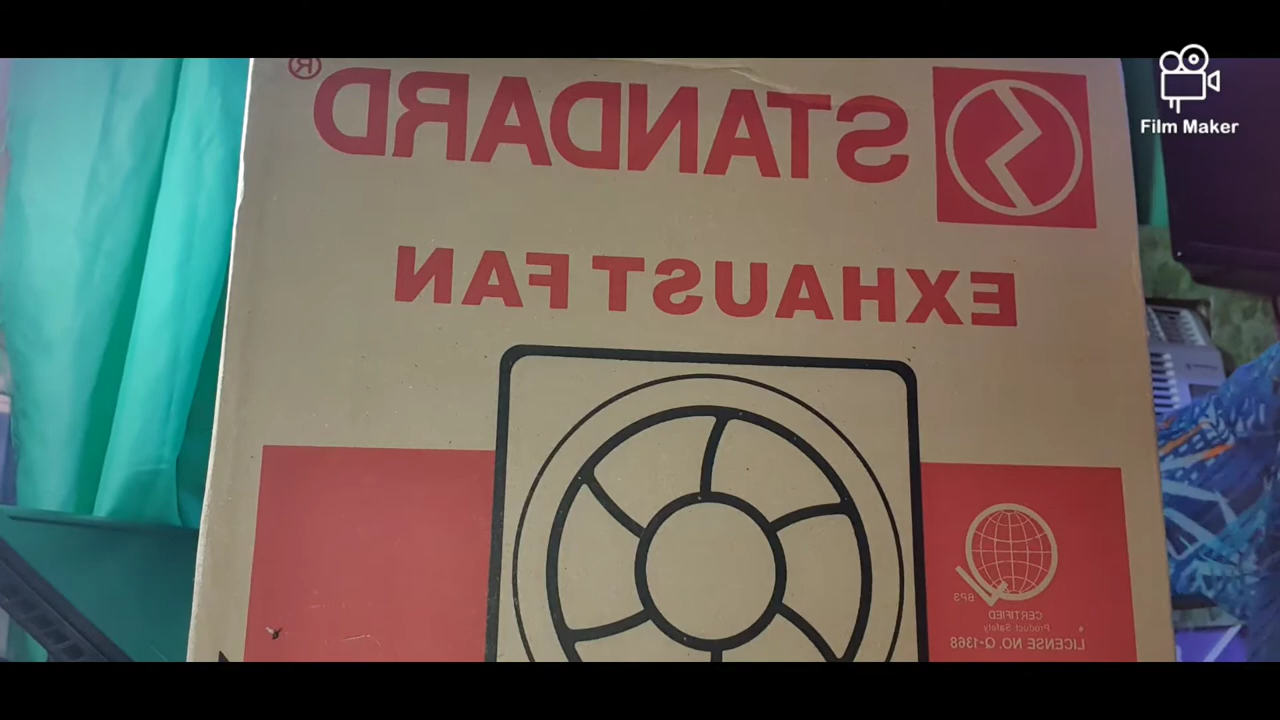 Film Maker
STANDARD®
EXHAUST FAN
BPS
CERTIFIED
Product Safety
LICENSE NO. Q-1368